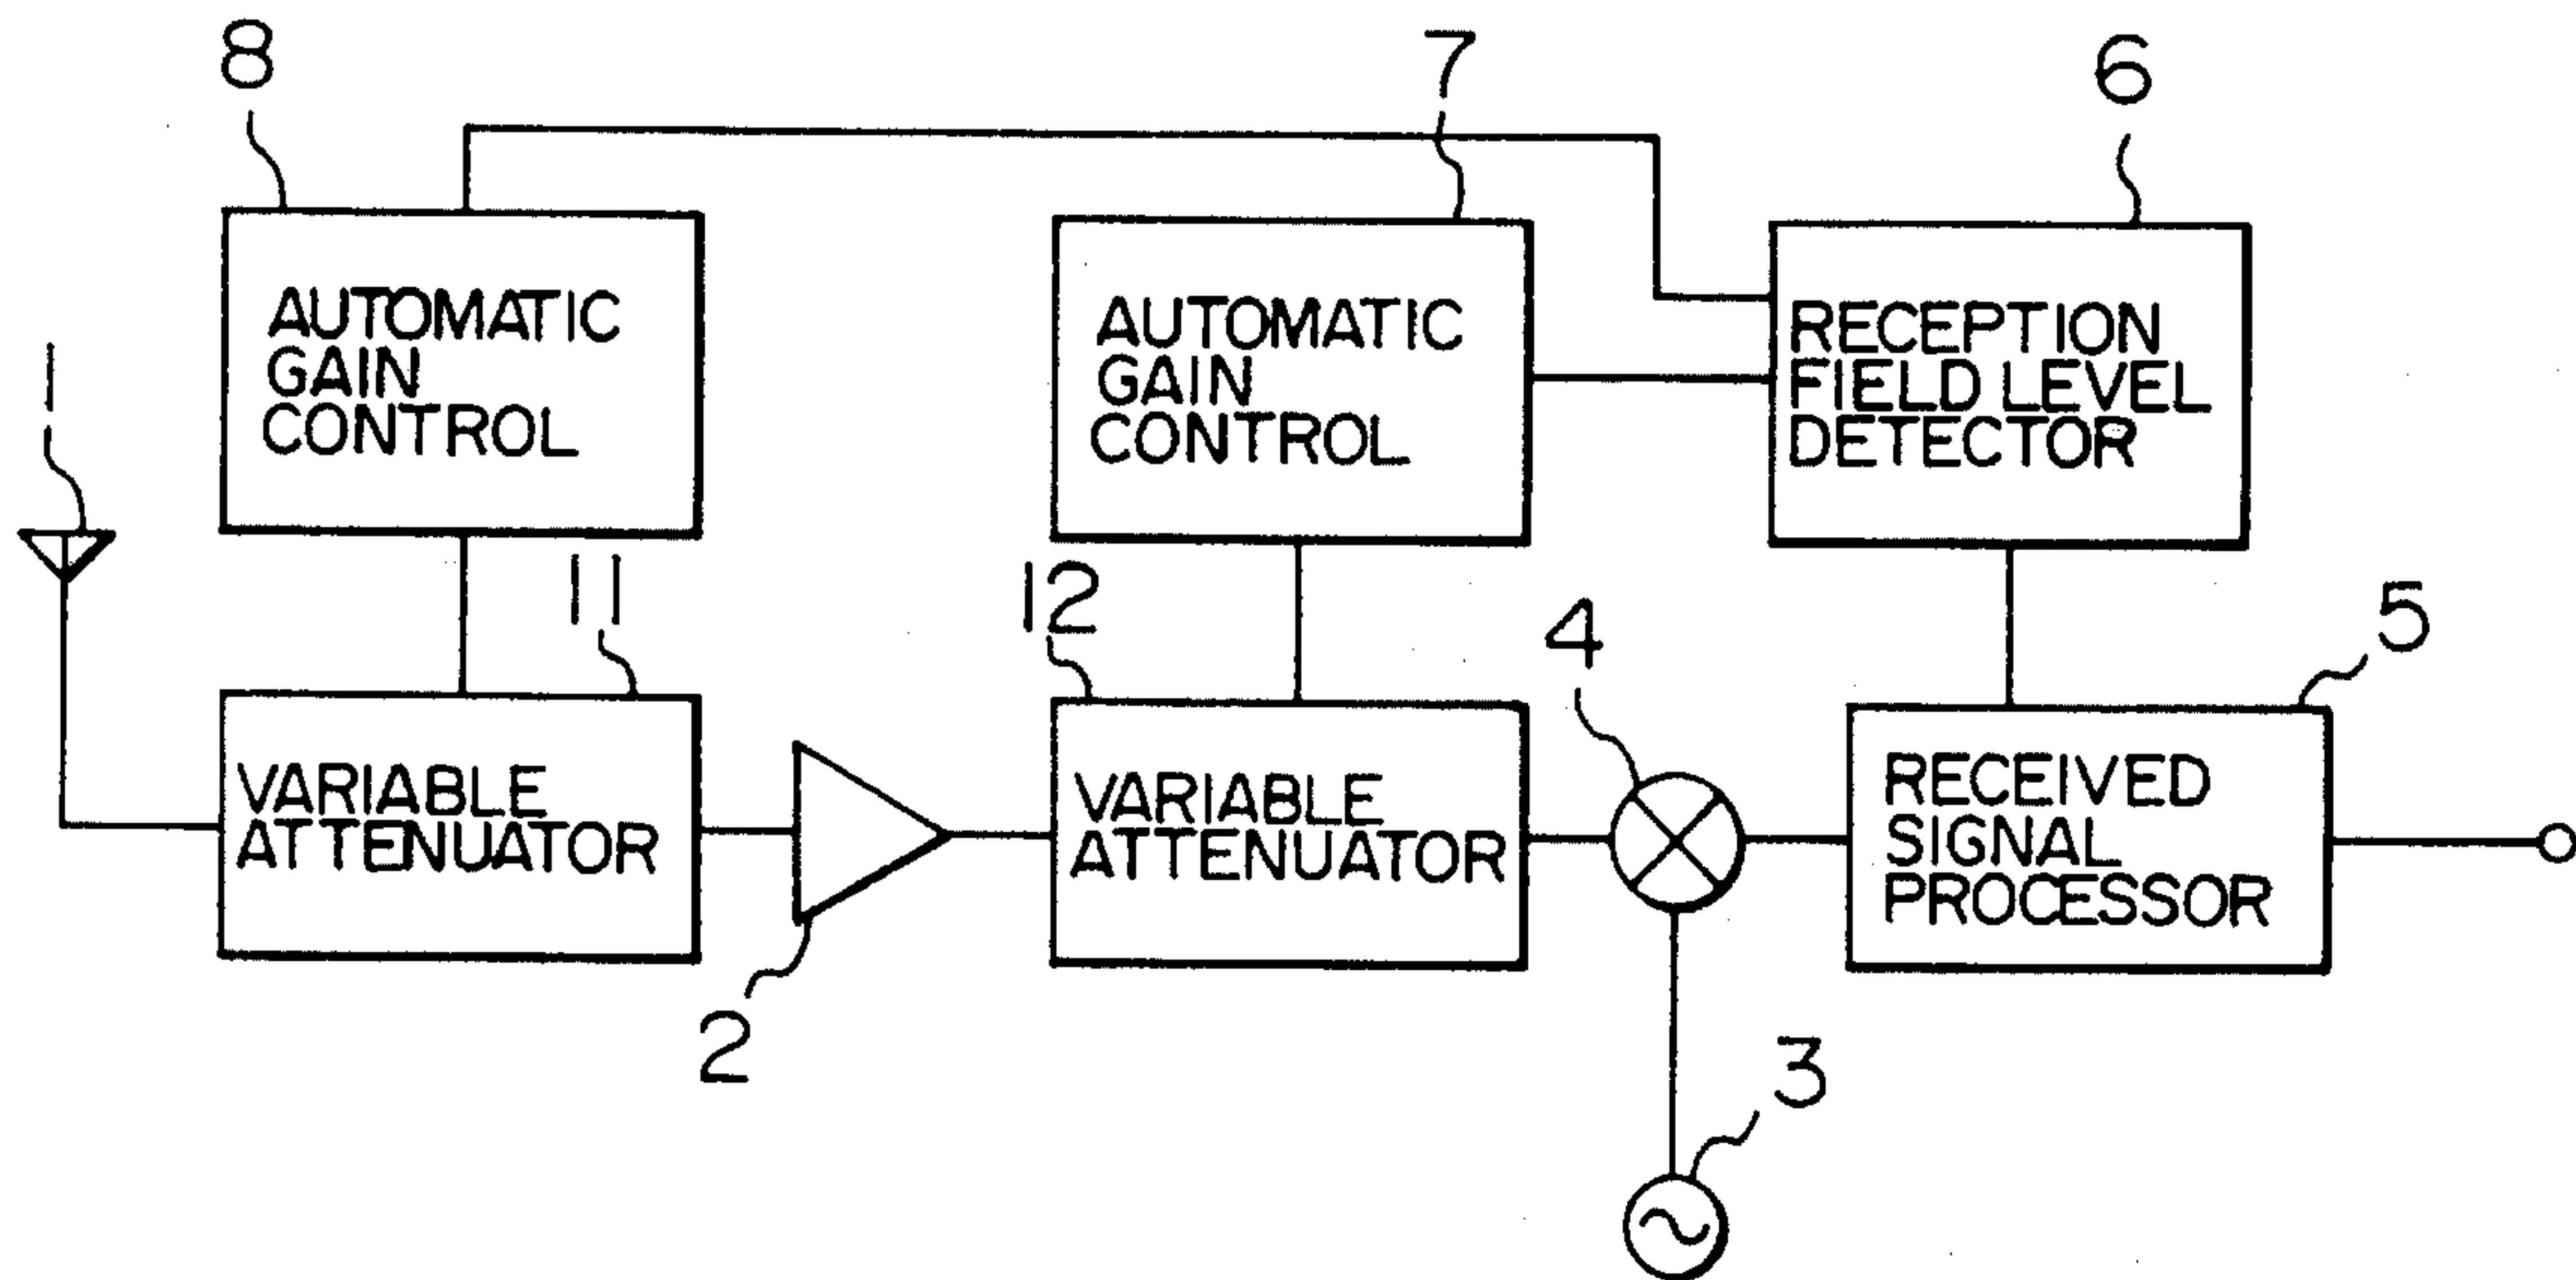 8
7
6
AUTOMATIC
GAIN
CONTROL
AUTOMATIC
GAIN
CONTROL
RECEPTION
FIELD LEVEL
DETECTOR
1
11
12
4
5
VARIABLE
ATTENUATOR
VARIABLE
ATTENUATOR
RECEIVED
SIGNAL
PROCESSOR
2
3